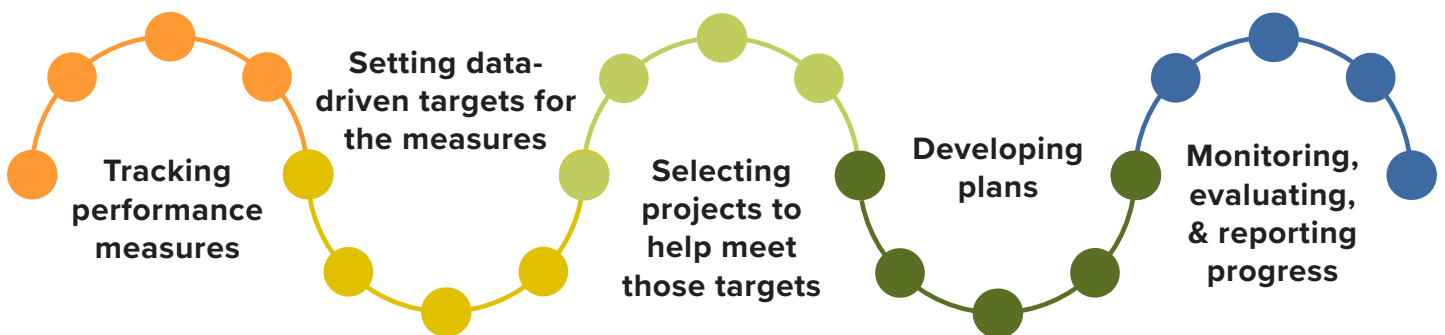 Tracking
performance
measures
Setting data-
driven targets for
the measures
Selecting
projects to
help meet
those targets
Developing
plans
Monitoring,
evaluating,
& reporting
progress